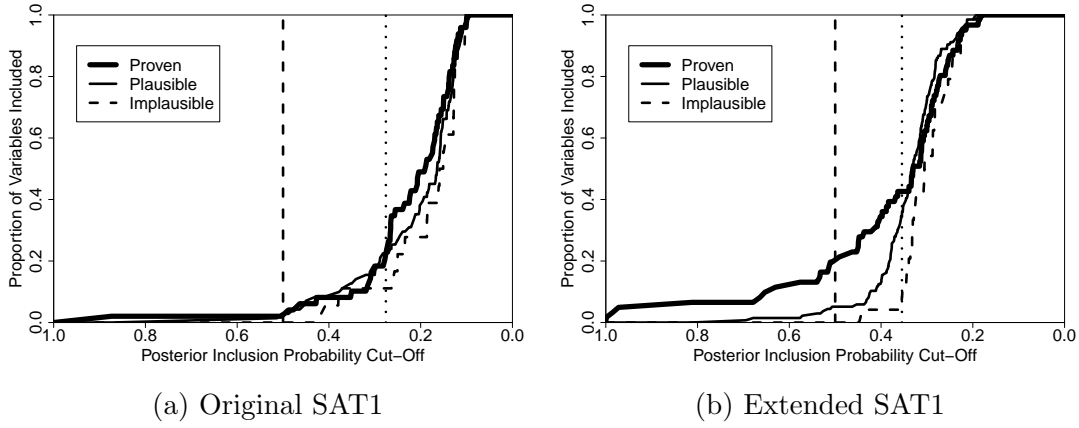 Proportion of Variables Included
1.0
0.8
0.6
0.4
0.2
0.0
Proven
Plausible
Implausible
1.0 0.8 0.6 0.4 0.2 0.0
Posterior Inclusion Probability Cut−Off
(a) Original SAT1
Proportion of Variables Included
1.0
0.8
0.6
0.4
0.2
0.0
Proven
Plausible
Implausible
1.0 0.8 0.6 0.4 0.2 0.0
Posterior Inclusion Probability Cut−Off
(b) Extended SAT1